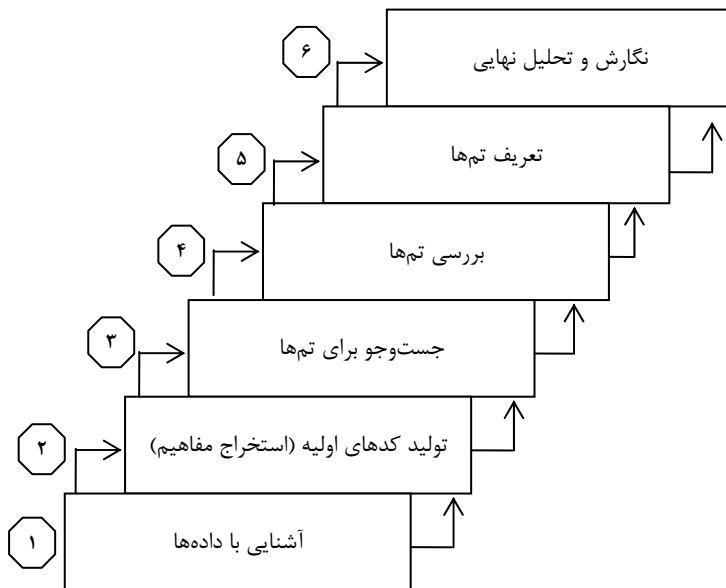 ۶
نگارش و تحلیل نهایی
۵
تعریف تم‌ها
۴
بررسی تم‌ها
۳
جست‌وجو برای تم‌ها
۲
تولید کدهای اولیه (استخراج مفاهیم)
۱
آشنایی با داده‌ها